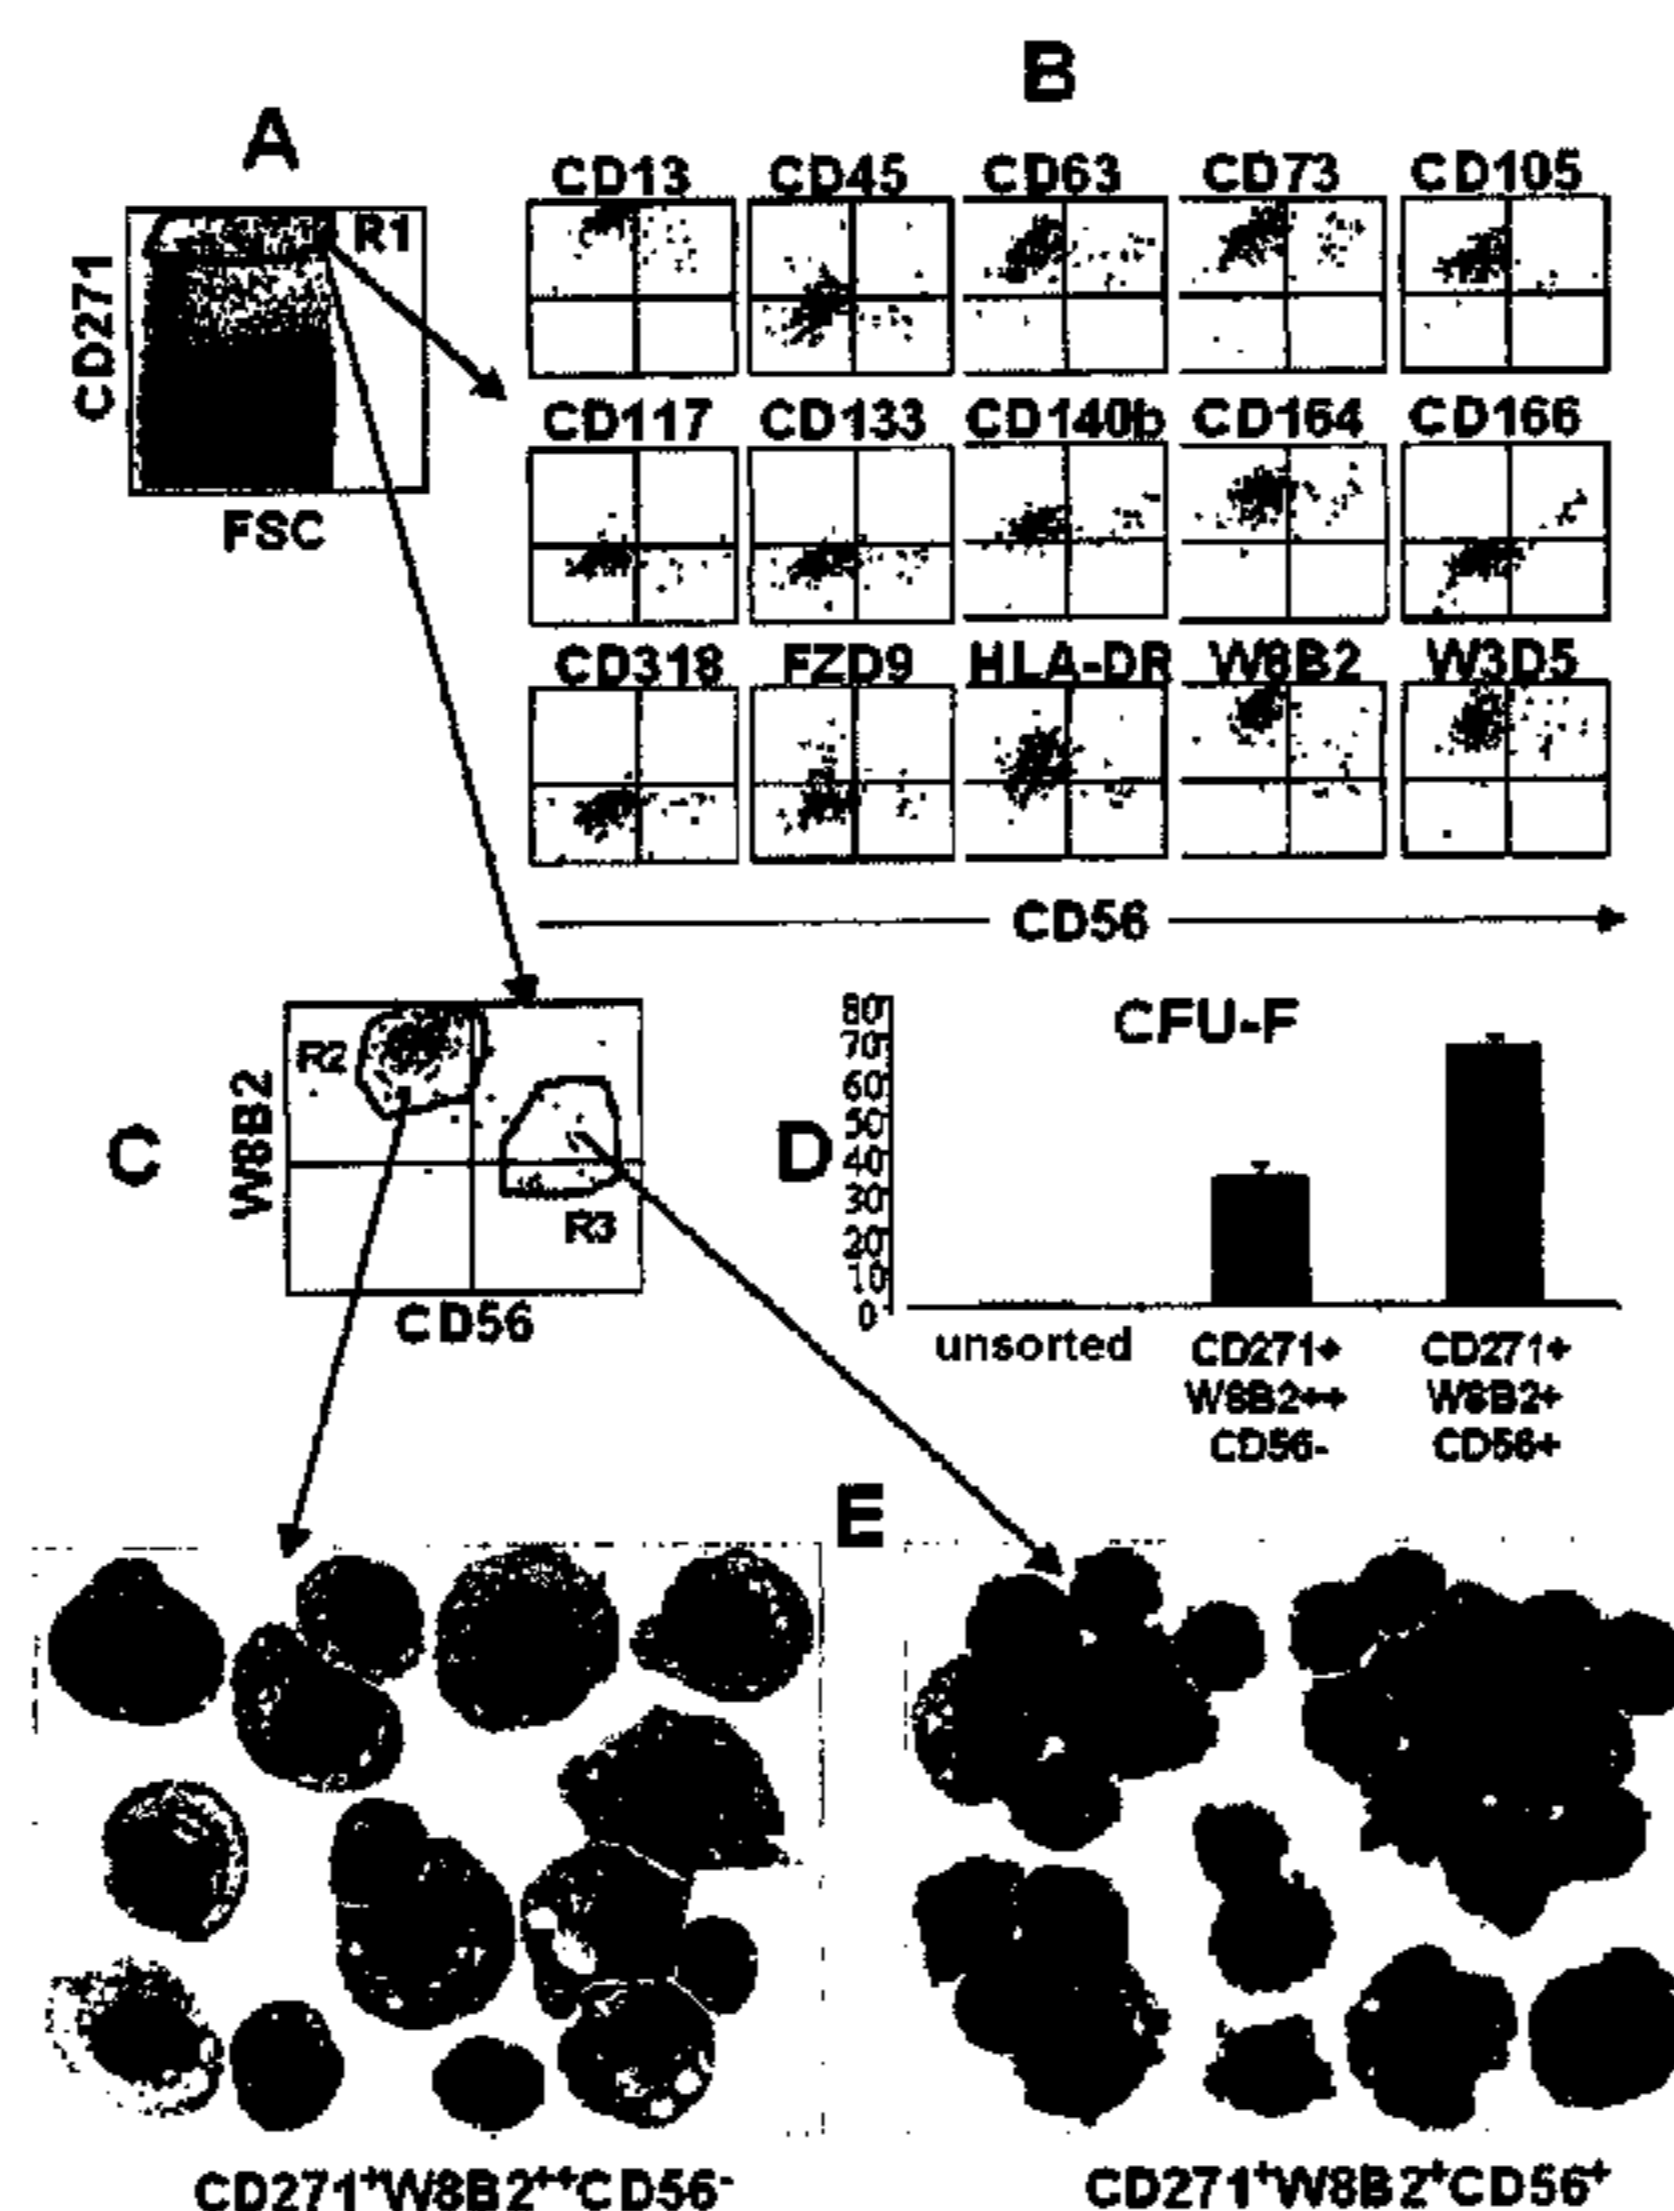 A
B
CD271
R1
FSC
CD13 CD45 CD63 CD73 CD105
CD117 CD133 CD140b CD164 CD166
CD318 FZD9 HLA-DR W8B2 W3D5
CD56
C
W8B2
R2
R3
CD56
D
CFU-F
80
70
60
50
40
30
20
10
0
unsorted
CD271+
W8B2++
CD56-
CD271+
W8B2+
CD56+
E
CD271⁺W8B2⁺⁺CD56⁻
CD271⁺W8B2⁺CD56⁺